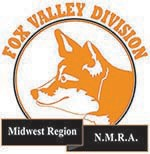 FOX VALLEY DIVISION
Midwest Region
N.M.R.A.